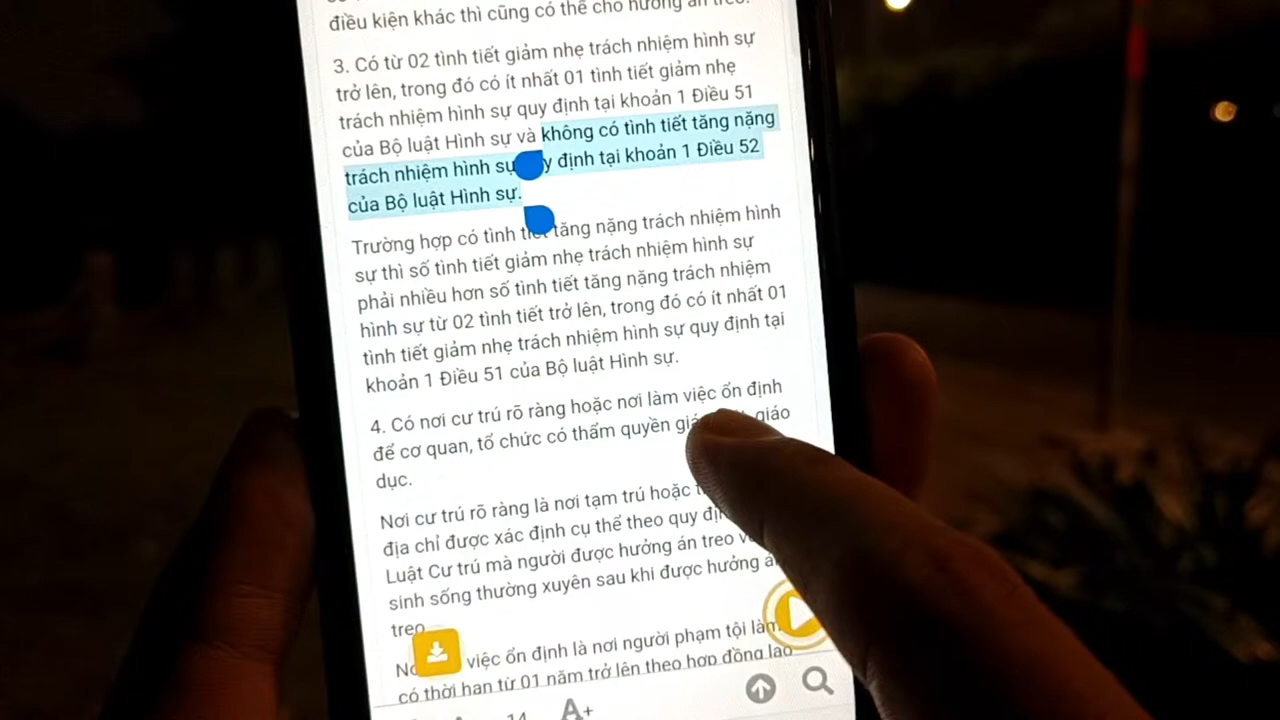 điều kiện khác thì cũng có thể cho hưởng án treo.
3. Có từ 02 tình tiết giảm nhẹ trách nhiệm hình sự
trở lên, trong đó có ít nhất 01 tình tiết giảm nhẹ
trách nhiệm hình sự quy định tại khoản 1 Điều 51
của Bộ luật Hình sự và không có tình tiết tăng nặng
trách nhiệm hình sự y định tại khoản 1 Điều 52
của Bộ luật Hình sự.
Trường hợp có tình tiết tăng nặng trách nhiệm hình
sự thì số tình tiết giảm nhẹ trách nhiệm hình sự
phải nhiều hơn số tình tiết tăng nặng trách nhiệm
hình sự từ 02 tình tiết trở lên, trong đó có ít nhất 01
tình tiết giảm nhẹ trách nhiệm hình sự quy định tại
khoản 1 Điều 51 của Bộ luật Hình sự.
4. Có nơi cư trú rõ ràng hoặc nơi làm việc ổn định
để cơ quan, tổ chức có thẩm quyền giáo
dục.
Nơi cư trú rõ ràng là nơi tạm trú hoặc
địa chỉ được xác định cụ thể theo quy
Luật Cư trú mà người được hưởng án treo
sinh sống thường xuyên sau khi được hưởng
treo
việc ổn định là nơi người phạm tội làm
có thời hạn từ 01 năm trở lên theo hợp đồng lao
14 A+